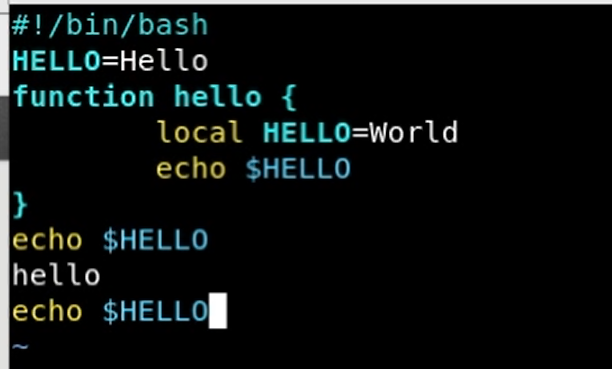 #!/bin/bash
HELLO=Hello
function hello {
        local HELLO=World
        echo $HELLO
}
echo $HELLO
hello
echo $HELLO
~